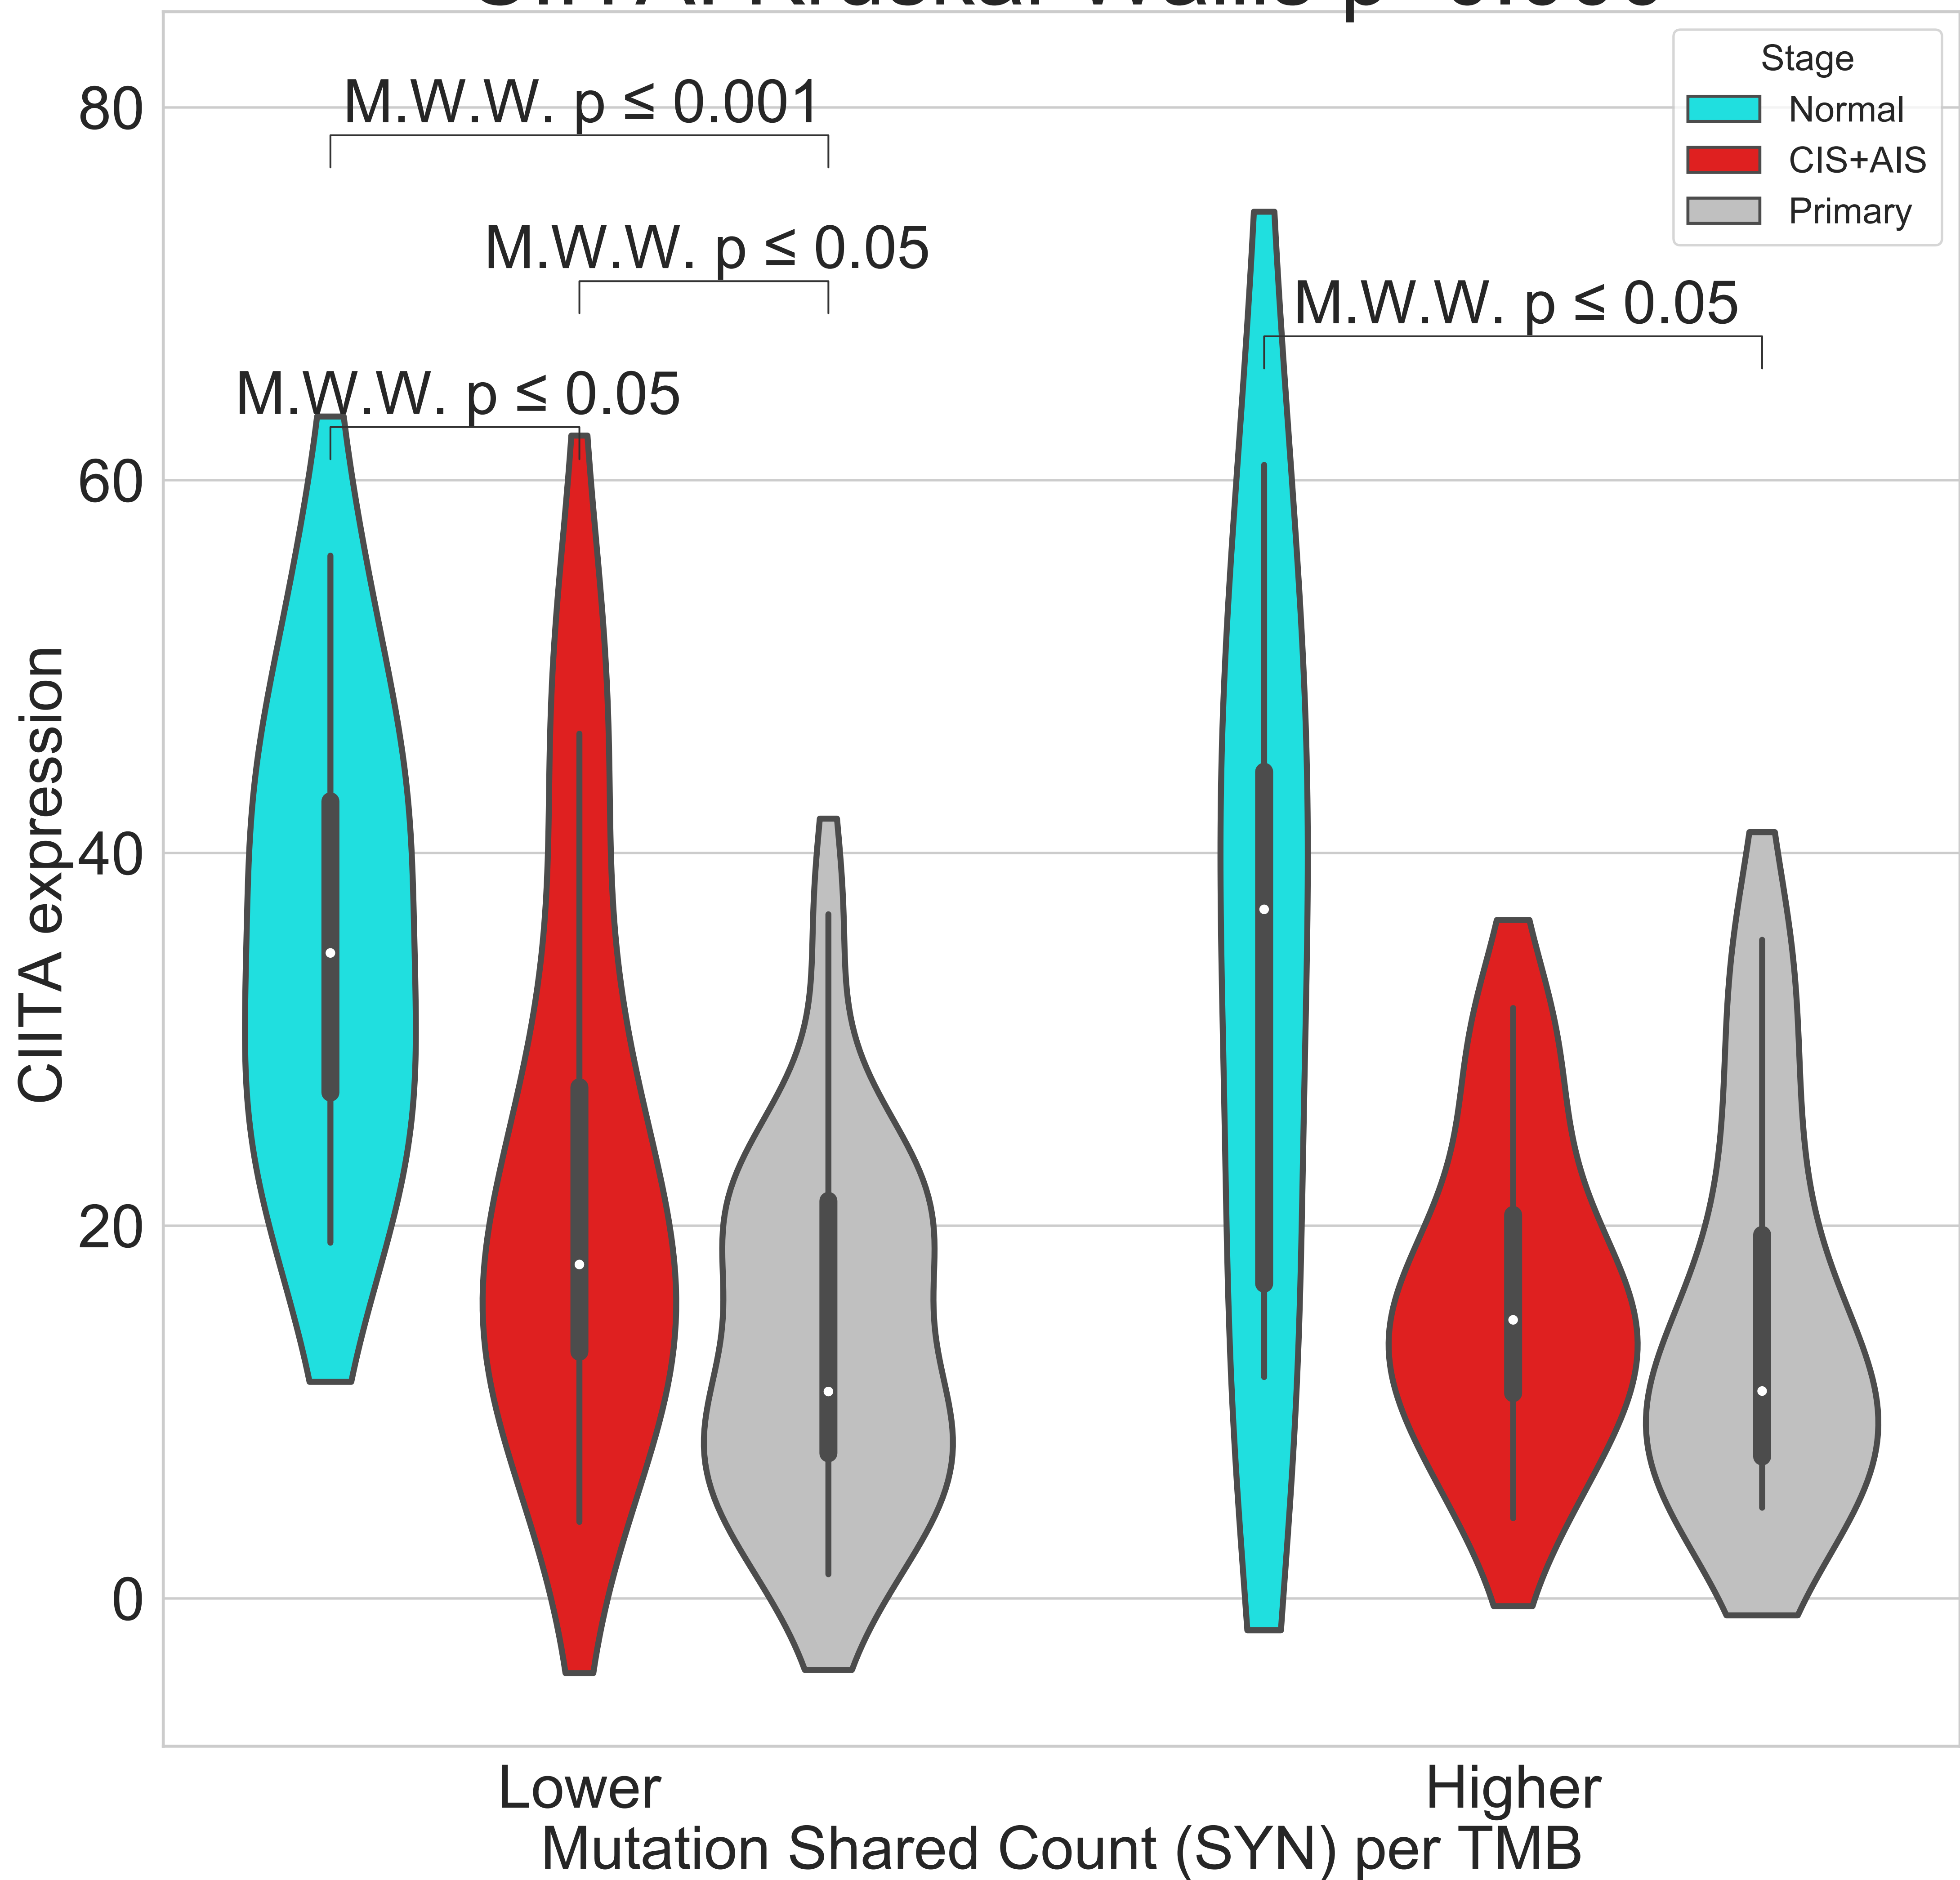 80
60
40
20
0
CIITA expression
M.W.W. p ≤ 0.001
M.W.W. p ≤ 0.05
M.W.W. p ≤ 0.05
M.W.W. p ≤ 0.05
Stage
Normal
CIS+AIS
Primary
Lower
Higher
Mutation Shared Count (SYN) per TMB